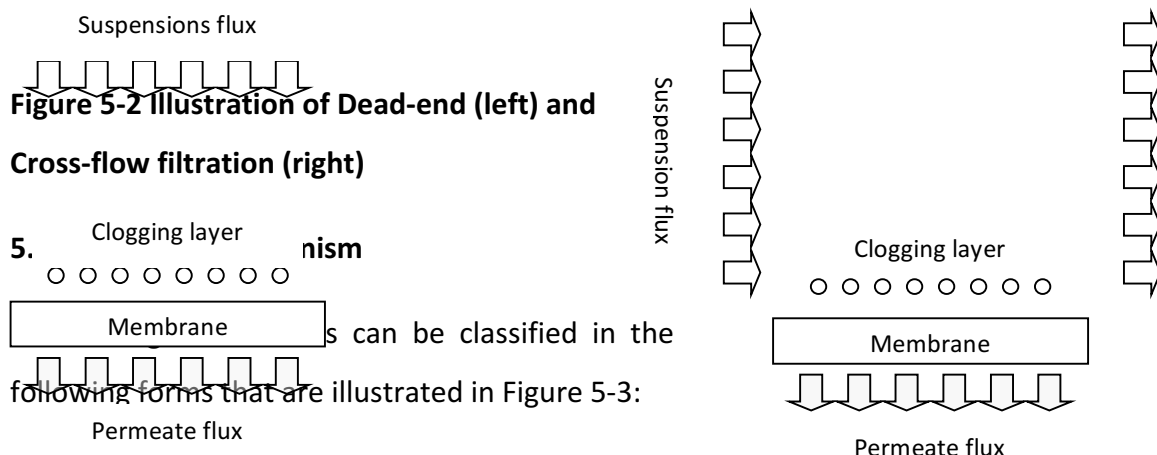 Suspensions flux
Figure 5-2 Illustration of Dead-end (left) and
Cross-flow filtration (right)
Clogging layer
5. nism
Membrane
s can be classified in the
following forms that are illustrated in Figure 5-3:
Permeate flux
Suspension flux
Clogging layer
Membrane
Permeate flux